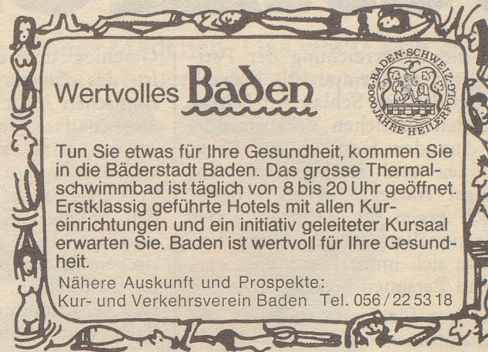 Wertvolles Baden
BADEN·SCHWEIZ·2000 JAHRE HEILERFOLG·
Tun Sie etwas für Ihre Gesundheit, kommen Sie
in die Bäderstadt Baden. Das grosse Thermal-
schwimmbad ist täglich von 8 bis 20 Uhr geöffnet.
Erstklassig geführte Hotels mit allen Kur-
einrichtungen und ein initiativ geleiteter Kursaal
erwarten Sie. Baden ist wertvoll für Ihre Gesund-
heit.
Nähere Auskunft und Prospekte:
Kur- und Verkehrsverein Baden Tel. 056/22 53 18